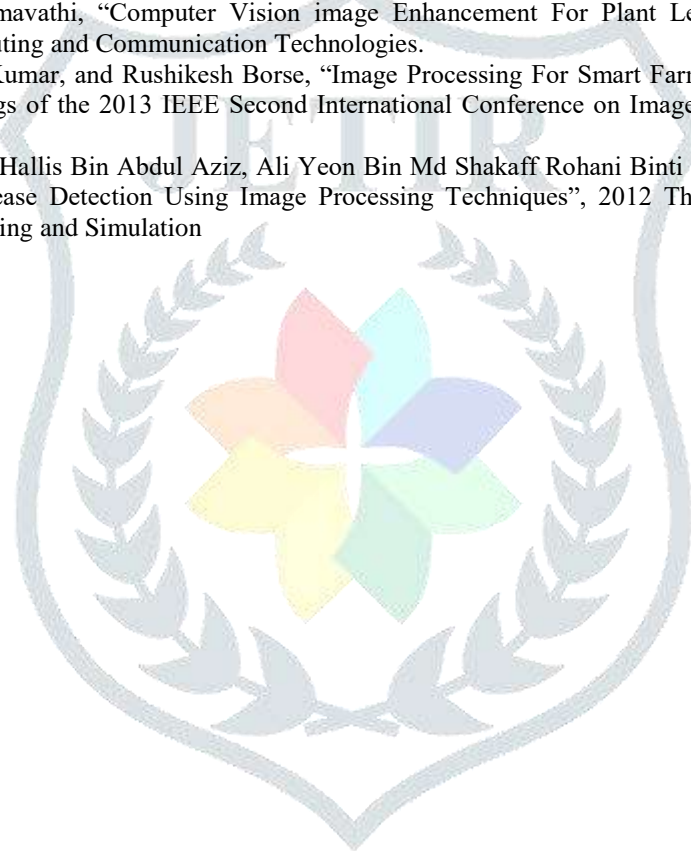 mavathi, “Computer Vision image Enhancement For Plant Le
ting and Communication Technologies.
Kumar, and Rushikesh Borse, “Image Processing For Smart Farm
gs of the 2013 IEEE Second International Conference on Image
JETIR
Hallis Bin Abdul Aziz, Ali Yeon Bin Md Shakaff Rohani Binti
ease Detection Using Image Processing Techniques”, 2012 Th
ing and Simulation